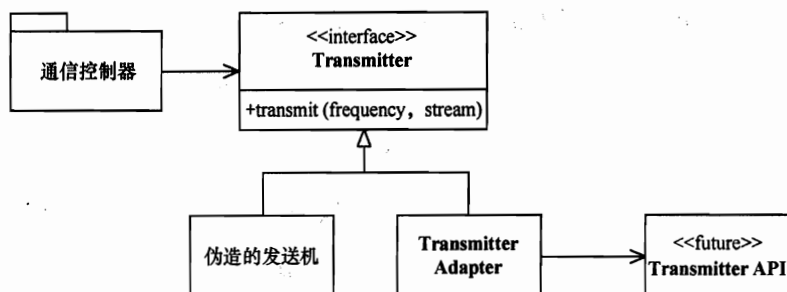 通信控制器
<<interface>>
Transmitter
+transmit (frequency, stream)
伪造的发送机
Transmitter
Adapter
<<future>>
Transmitter API